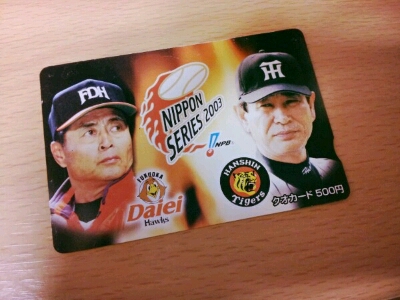 FDH
HT
NIPPON
SERIES 2003
NPB
FUKUOKA
Daiei
Hawks
HANSHIN
Tigers
クオカード 500円